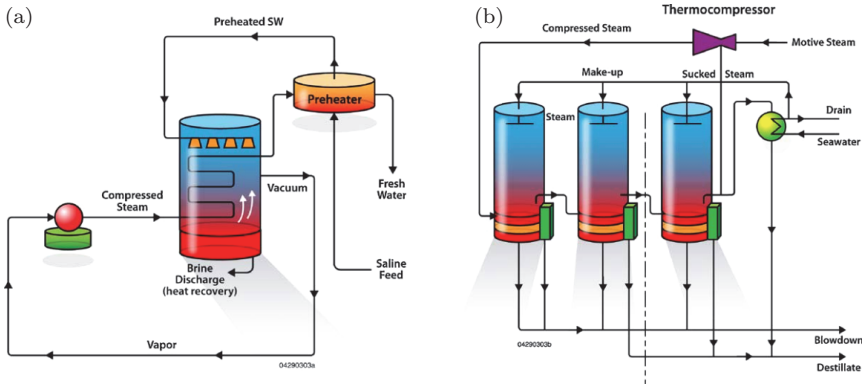 (a)
Preheated SW
Preheater
Compressed
Steam
Vacuum
Fresh
Water
Brine
Discharge
(heat recovery)
Saline
Feed
Vapor
04290303a
(b)
Thermocompressor
Compressed Steam
Motive Steam
Make-up
Sucked Steam
Steam
Drain
Seawater
04290303b
Blowdown
Destillate